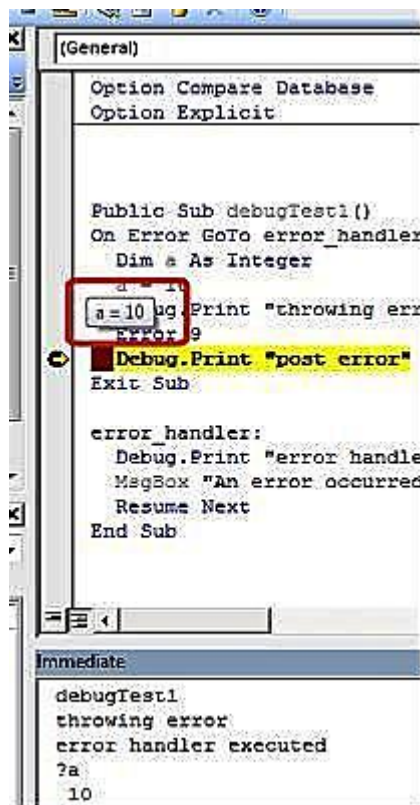 (General)
Option Compare Database
Option Explicit
Public Sub debugTest1()
On Error GoTo error_handler
Dim a As Integer
a = 10
a = 10
ug.Print "throwing err
Error 9
Debug.Print "post error"
Exit Sub
error_handler:
Debug.Print "error handle
MsgBox "An error occurred
Resume Next
End Sub
Immediate
debugTest1
throwing error
error handler executed
?a
10